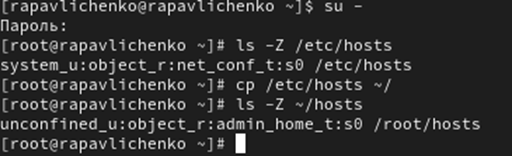 [rapavlichenko@rapavlichenko ~]$ su -
Пароль:
[root@rapavlichenko ~]# ls -Z /etc/hosts
system_u:object_r:net_conf_t:s0 /etc/hosts
[root@rapavlichenko ~]# cp /etc/hosts ~/
[root@rapavlichenko ~]# ls -Z ~/hosts
unconfined_u:object_r:admin_home_t:s0 /root/hosts
[root@rapavlichenko ~]#